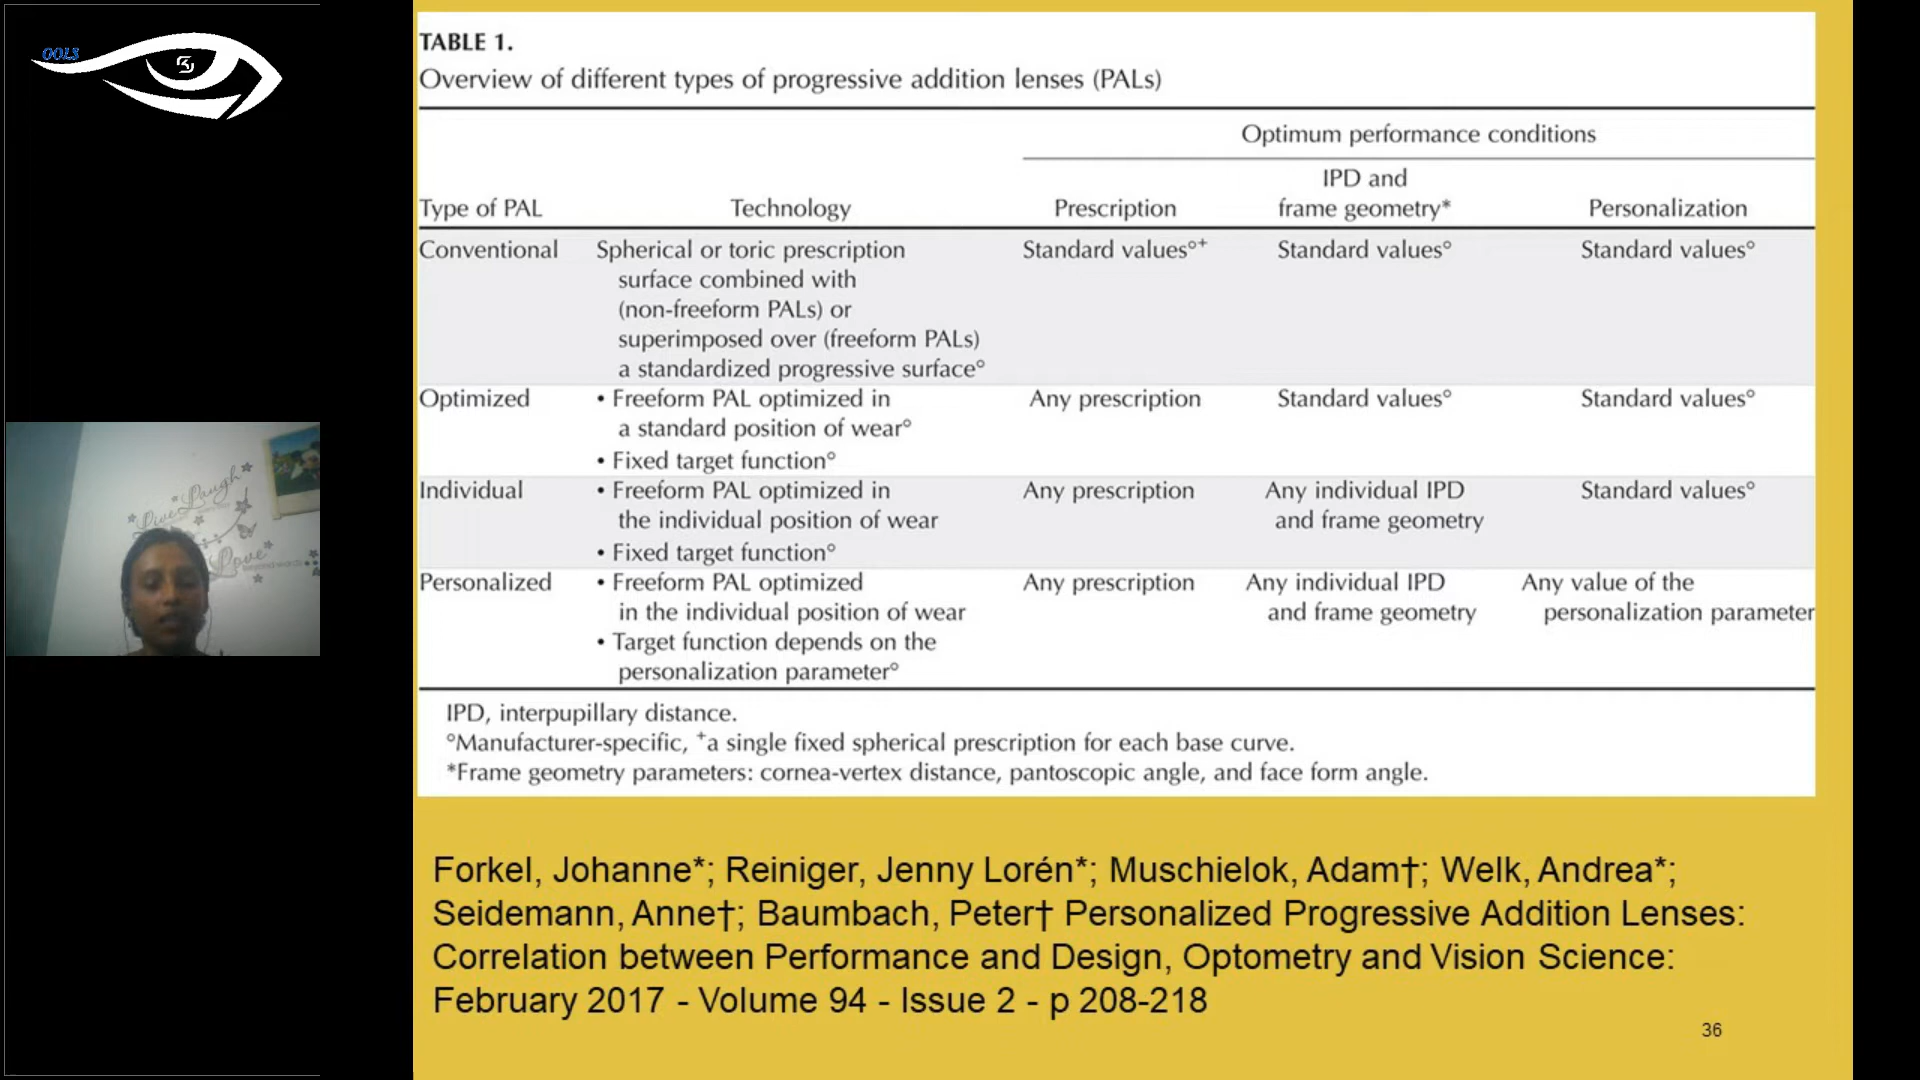 OOLS
TABLE 1.
Overview of different types of progressive addition lenses (PALs)
Optimum performance conditions
IPD and
Type of PAL Technology Prescription frame geometry* Personalization
Conventional Spherical or toric prescription Standard values°⁺ Standard values° Standard values°
surface combined with
(non-freeform PALs) or
superimposed over (freeform PALs)
a standardized progressive surface°
Optimized • Freeform PAL optimized in Any prescription Standard values° Standard values°
a standard position of wear°
• Fixed target function°
Individual • Freeform PAL optimized in Any prescription Any individual IPD Standard values°
the individual position of wear and frame geometry
• Fixed target function°
Personalized • Freeform PAL optimized Any prescription Any individual IPD Any value of the
in the individual position of wear and frame geometry personalization parameter
• Target function depends on the
personalization parameter°
IPD, interpupillary distance.
°Manufacturer-specific, ⁺a single fixed spherical prescription for each base curve.
*Frame geometry parameters: cornea-vertex distance, pantoscopic angle, and face form angle.
Live Laugh
Love
Forkel, Johanne*; Reiniger, Jenny Lorén*; Muschielok, Adam†; Welk, Andrea*;
Seidemann, Anne†; Baumbach, Peter† Personalized Progressive Addition Lenses:
Correlation between Performance and Design, Optometry and Vision Science:
February 2017 - Volume 94 - Issue 2 - p 208-218
36